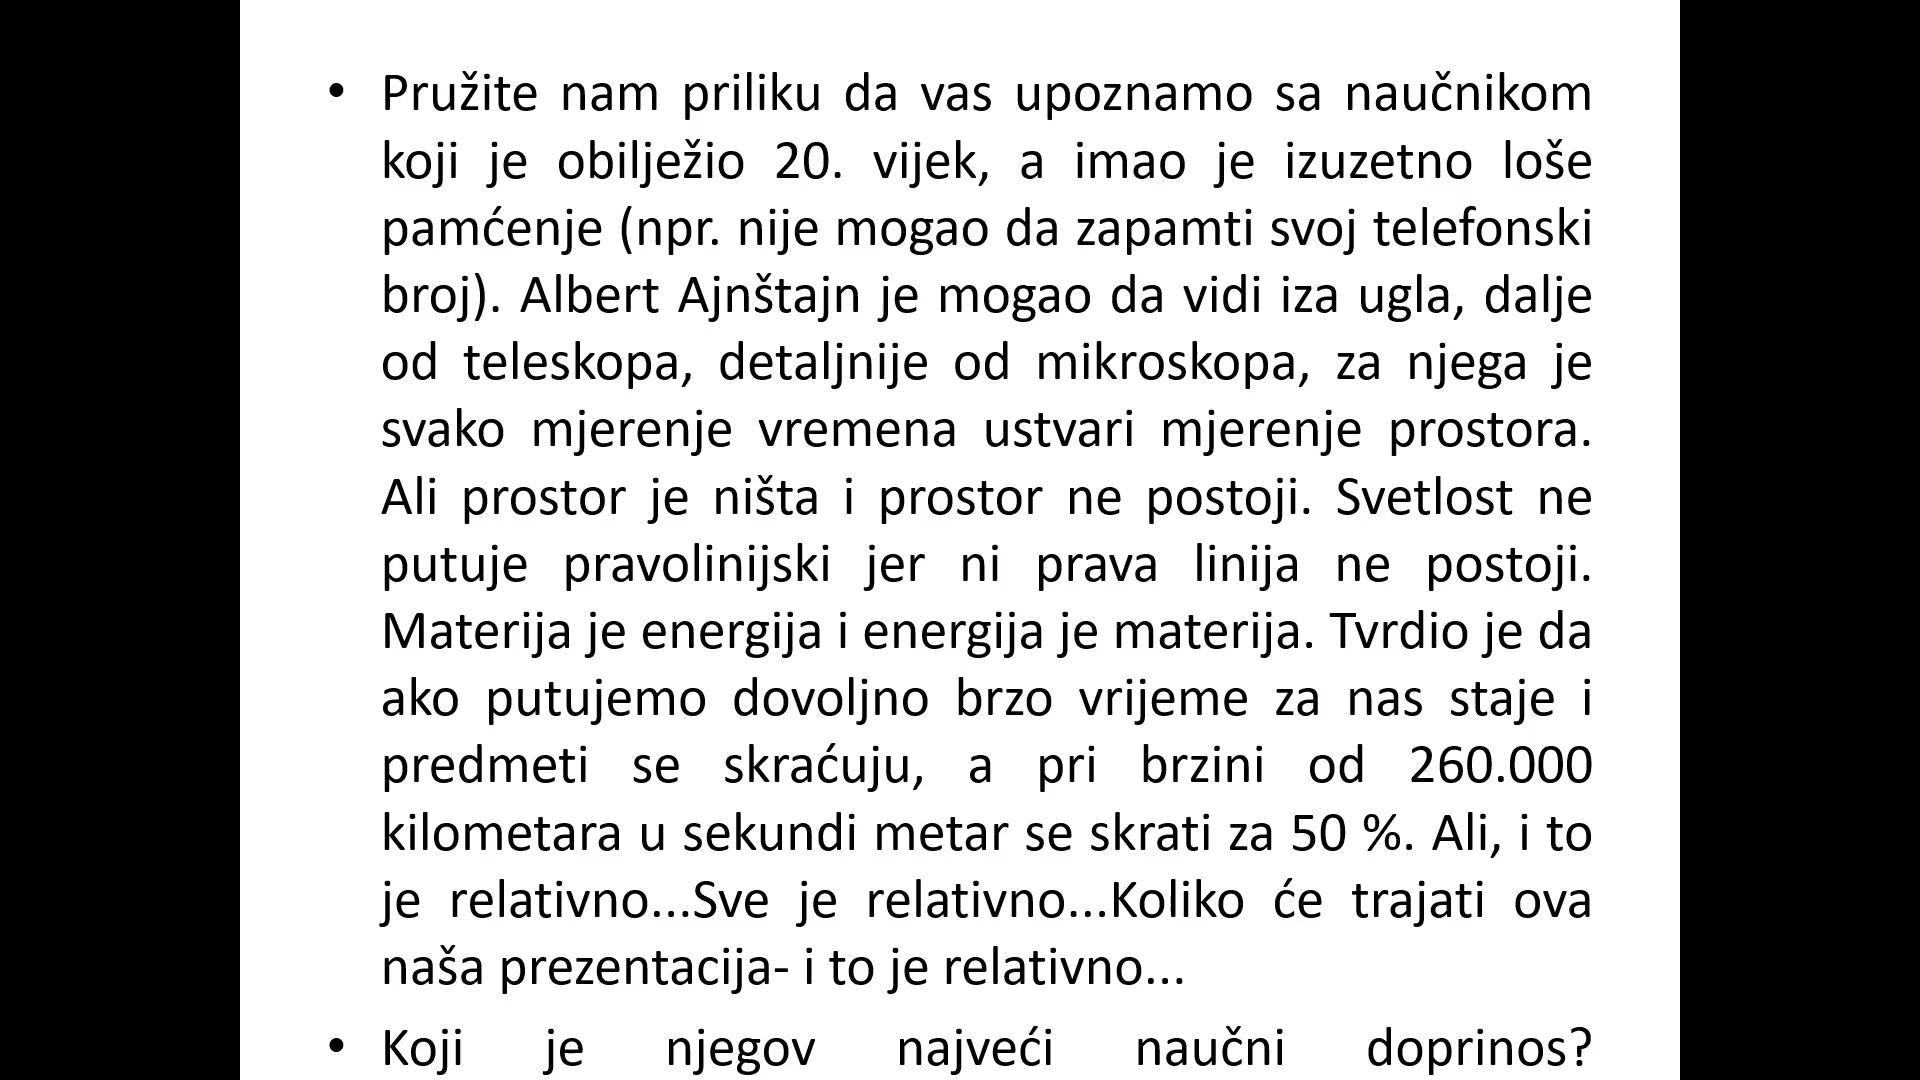 • Pružite nam priliku da vas upoznamo sa naučnikom
koji je obilježio 20. vijek, a imao je izuzetno loše
pamćenje (npr. nije mogao da zapamti svoj telefonski
broj). Albert Ajnštajn je mogao da vidi iza ugla, dalje
od teleskopa, detaljnije od mikroskopa, za njega je
svako mjerenje vremena ustvari mjerenje prostora.
Ali prostor je ništa i prostor ne postoji. Svetlost ne
putuje pravolinijski jer ni prava linija ne postoji.
Materija je energija i energija je materija. Tvrdio je da
ako putujemo dovoljno brzo vrijeme za nas staje i
predmeti se skraćuju, a pri brzini od 260.000
kilometara u sekundi metar se skrati za 50 %. Ali, i to
je relativno...Sve je relativno...Koliko će trajati ova
naša prezentacija- i to je relativno...
• Koji je njegov najveći naučni doprinos?